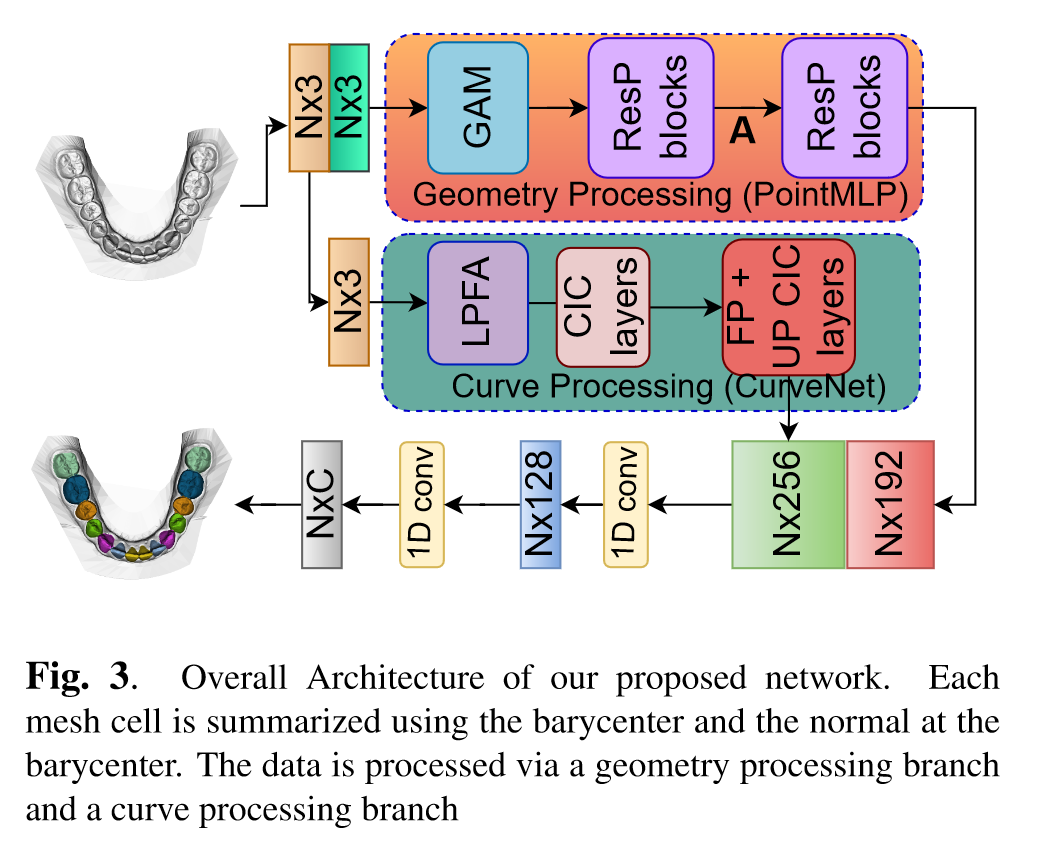 Nx3
Nx3
GAM
ResP
blocks
A
ResP
blocks
Geometry Processing (PointMLP)
Nx3
LPFA
CIC
layers
FP +
UP CIC
layers
Curve Processing (CurveNet)
NxC
1D conv
Nx128
1D conv
Nx256
Nx192
Fig. 3. Overall Architecture of our proposed network. Each
mesh cell is summarized using the barycenter and the normal at the
barycenter. The data is processed via a geometry processing branch
and a curve processing branch